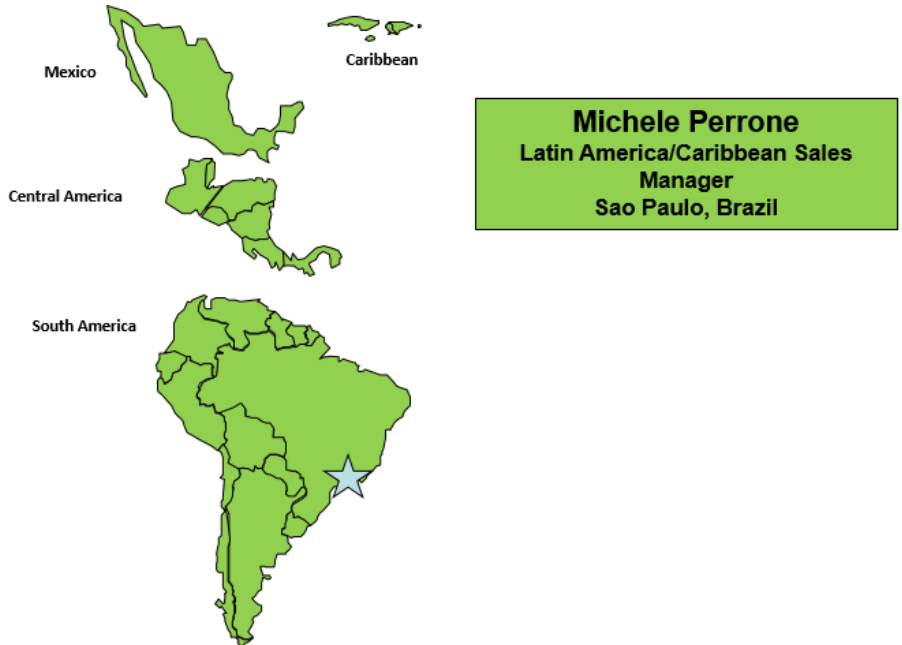 Mexico
Caribbean
Michele Perrone
Latin America/Caribbean Sales
Manager
Sao Paulo, Brazil
Central America
South America